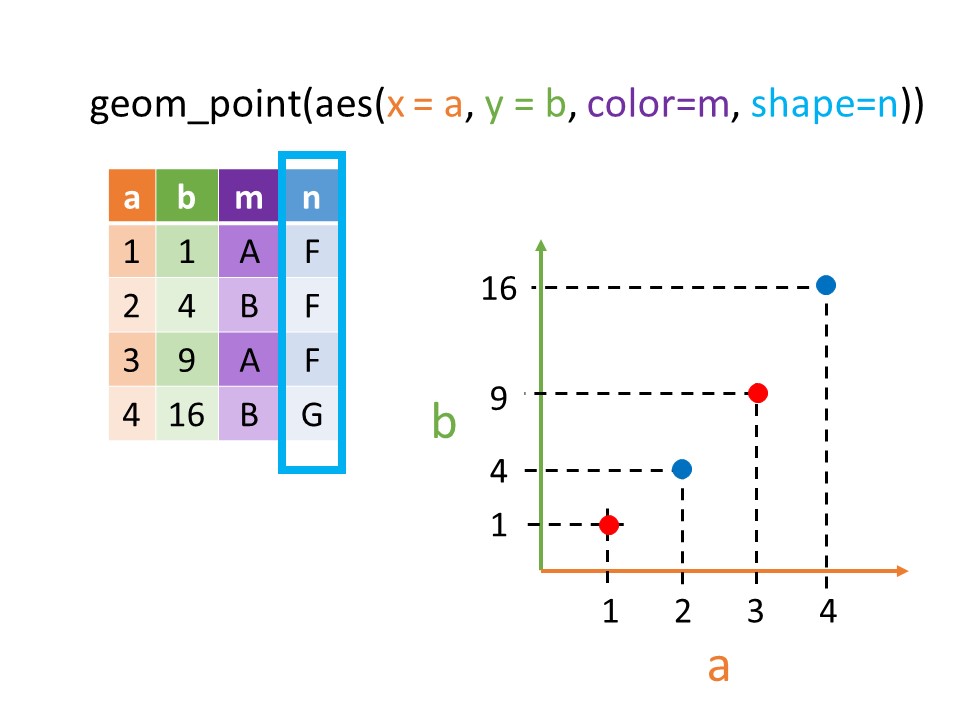 geom_point(aes(x = a, y = b, color=m, shape=n))
a b m n
1 1 A F
2 4 B F
3 9 A F
4 16 B G
16
9
b
4
1
1 2 3 4
a